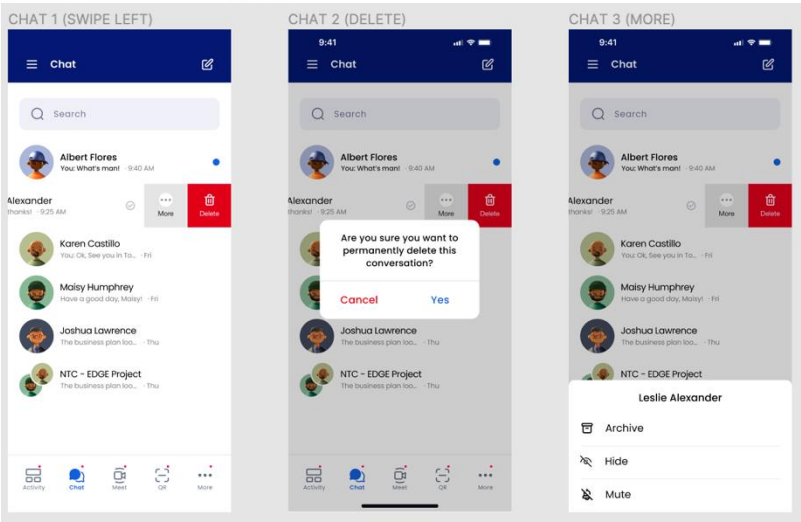 CHAT 1 (SWIPE LEFT)
Chat
Search
Albert Flores
You: What's man! · 9:40 AM
Alexander
thanks! · 9:25 AM
More
Delete
Karen Castillo
You: Ok, See you in To... · Fri
Maisy Humphrey
Have a good day, Maisy! · Fri
Joshua Lawrence
The business plan loo... · Thu
NTC - EDGE Project
The business plan loo... · Thu
Activity
Chat
Meet
QR
More
CHAT 2 (DELETE)
9:41
Chat
Search
Albert Flores
You: What's man! · 9:40 AM
Alexander
thanks! · 9:25 AM
More
Delete
Are you sure you want to
permanently delete this
conversation?
Cancel
Yes
Joshua Lawrence
The business plan loo... · Thu
NTC - EDGE Project
The business plan loo... · Thu
Activity
Chat
Meet
QR
More
CHAT 3 (MORE)
9:41
Chat
Search
Albert Flores
You: What's man! · 9:40 AM
Alexander
thanks! · 9:25 AM
More
Delete
Karen Castillo
You: Ok, See you in To... · Fri
Maisy Humphrey
Have a good day, Maisy! · Fri
Joshua Lawrence
The business plan loo... · Thu
NTC - EDGE Project
Leslie Alexander
Archive
Hide
Mute